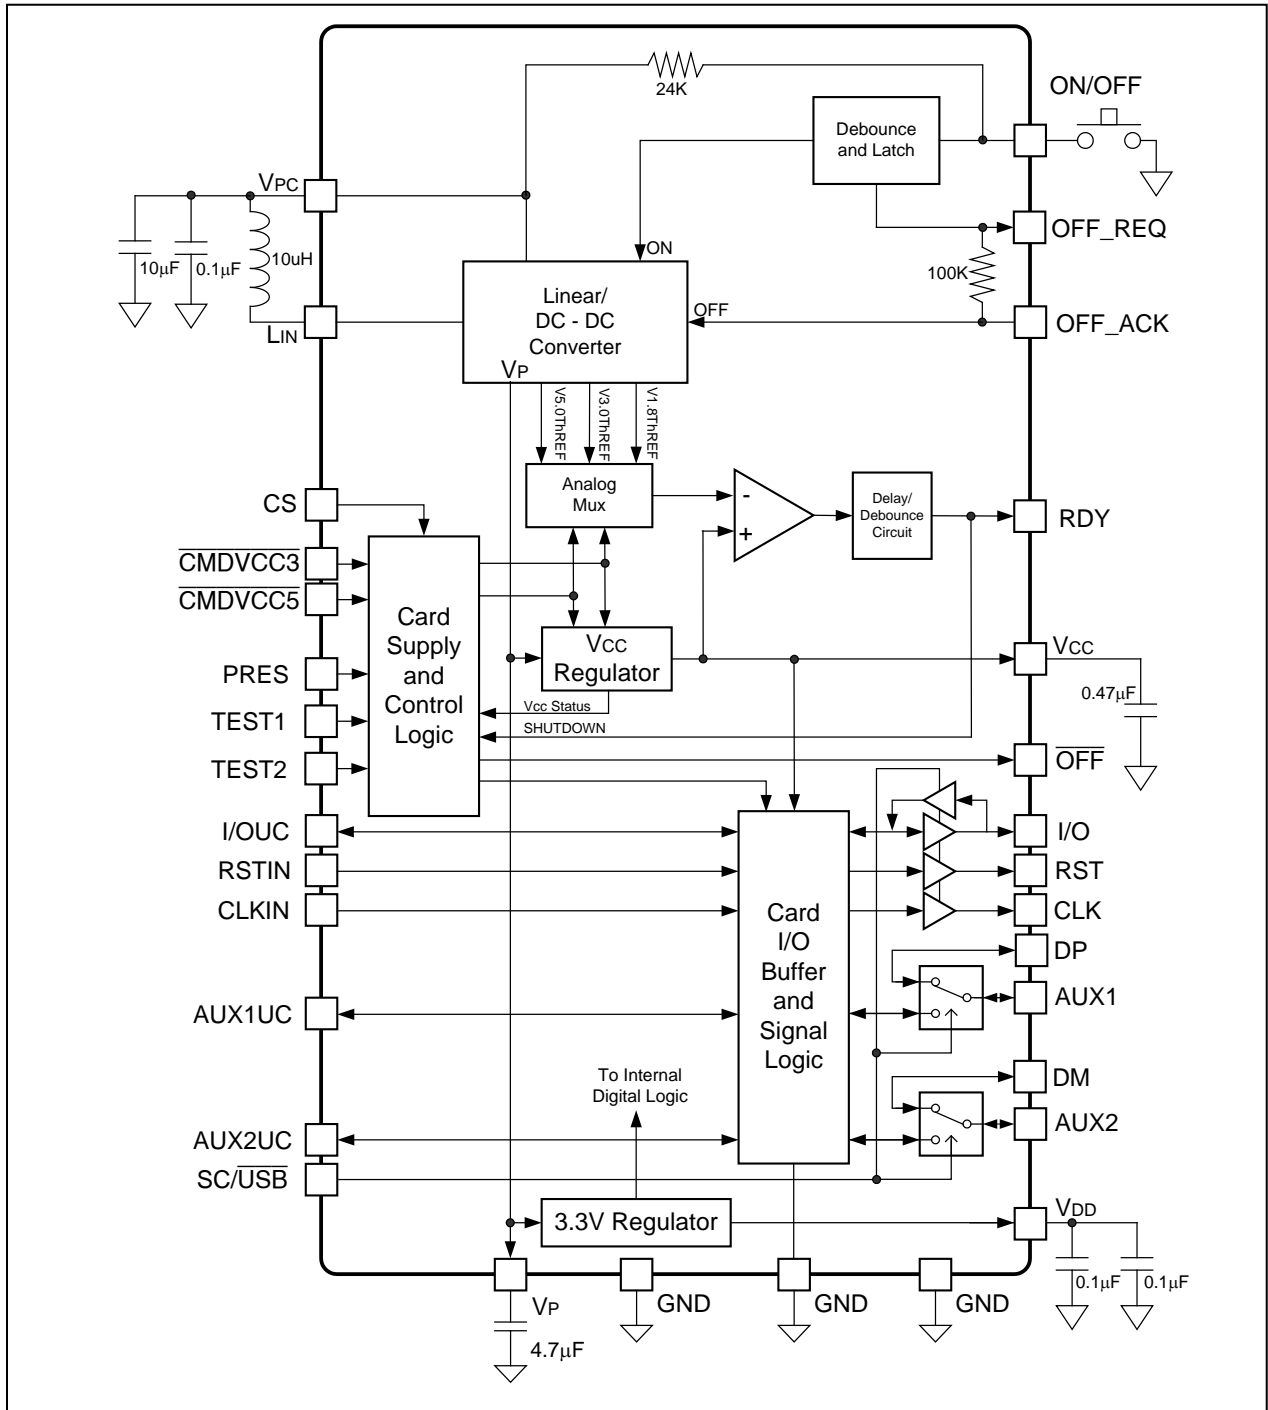 24K
ON/OFF
Debounce
and Latch
VPC
OFF_REQ
10µF
0.1µF
10uH
ON
100K
Linear/
DC - DC
Converter
OFF
LIN
OFF_ACK
VP
V5.0ThREF
V3.0ThREF
V1.8ThREF
CS
Analog
Mux
-
+
Delay/
Debounce
Circuit
RDY
CMDVCC3
CMDVCC5
Card
Supply
and
Control
Logic
VCC
Regulator
VCC
PRES
0.47µF
Vcc Status
TEST1
SHUTDOWN
TEST2
OFF
I/OUC
I/O
RSTIN
RST
CLKIN
CLK
Card
I/O
Buffer
and
Signal
Logic
DP
AUX1UC
AUX1
To Internal
Digital Logic
DM
AUX2UC
AUX2
SC/USB
3.3V Regulator
VDD
0.1µF
0.1µF
VP
GND
GND
GND
4.7µF